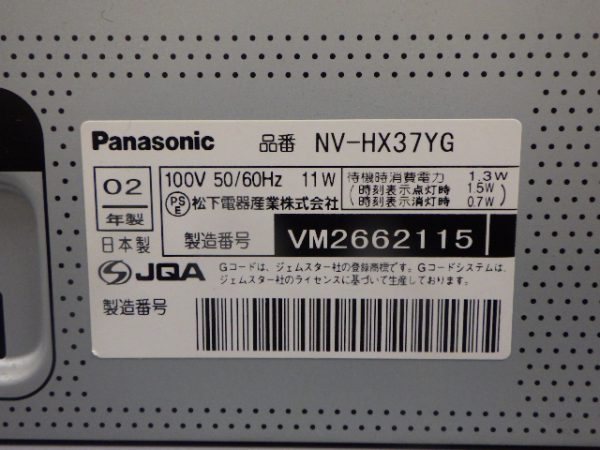 Panasonic 品番 NV-HX37YG
02
年製
日本製
100V 50/60Hz 11W
待機時消費電力 1.3W
(時刻表示点灯時 1.5W
時刻表示消灯時 0.7W)
PSE 松下電器産業株式会社
製造番号 VM2662115
S JQA
Gコードは、ジェムスター社の登録商標です。Gコードシステムは、
ジェムスター社のライセンスに基づいて生産しております。
製造番号